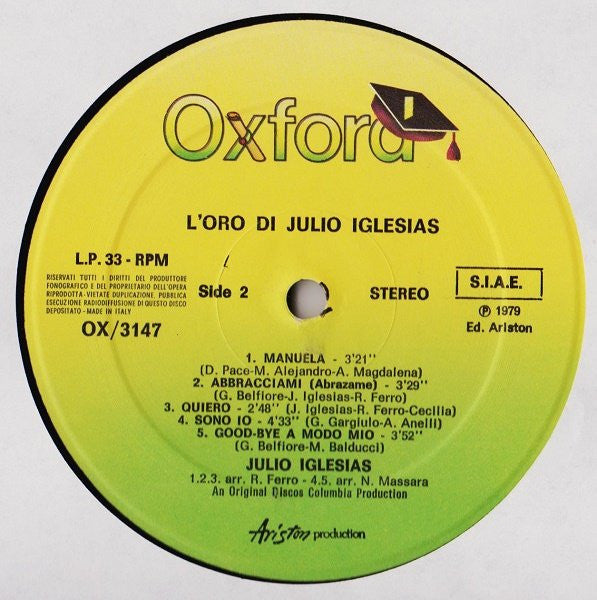 Oxford
L'ORO DI JULIO IGLESIAS
L.P. 33 - RPM
RISERVATI TUTTI I DIRITTI DEL PRODUTTORE
FONOGRAFICO E DEL PROPRIETARIO DELL'OPERA
RIPRODOTTA - VIETATE DUPLICAZIONE, PUBBLICA
ESECUZIONE RADIODIFFUSIONE DI QUESTO DISCO
DEPOSITATO - MADE IN ITALY
OX/3147
Side 2
STEREO
S.I.A.E.
℗ 1979
Ed. Ariston
1. MANUELA - 3'21''
(D. Pace-M. Alejandro-A. Magdalena)
2. ABBRACCIAMI (Abrazame) - 3'29''
(G. Belfiore-J. Iglesias-R. Ferro)
3. QUIERO - 2'48'' (J. Iglesias-R. Ferro-Cecilia)
4. SONO IO - 4'33'' (G. Gargiulo-A. Anelli)
5. GOOD-BYE A MODO MIO - 3'52''
(G. Belfiore-M. Balducci)
JULIO IGLESIAS
1.2.3. arr. R. Ferro - 4.5. arr. N. Massara
An Original Discos Columbia Production
Ariston production